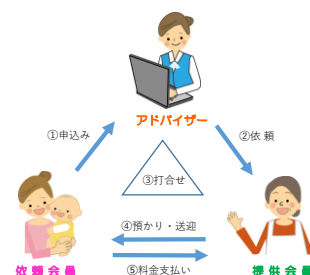 アドバイザー
①申込み
②依頼
③打合せ
④預かり・送迎
依頼会員
提供会員
⑤料金支払い